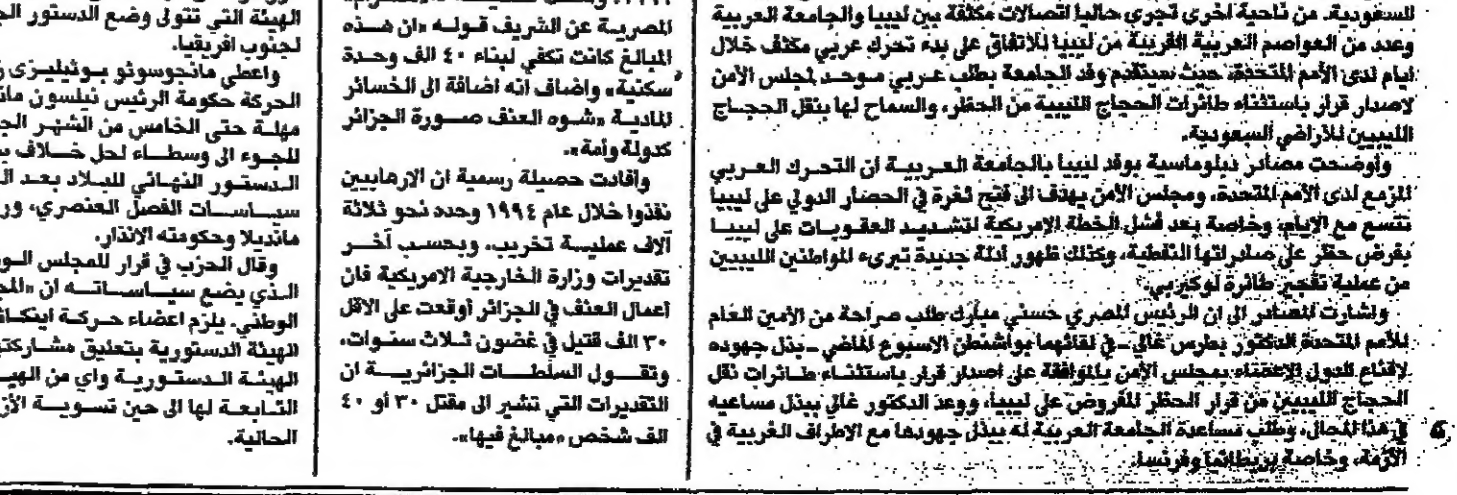 للسعودية. من ناحية اخرى تجري حاليا اتصالات مكثفة بين ليبيا والجامعة العربية
وعدد من العواصم العربية القريبة من ليبيا للاتفاق على بدء تحرك عربي مكثف خلال
ايام لدى الأمم المتحدة، حيث سيتقدم وفد الجامعة بطلب عربي موحد لمجلس الأمن
لاصدار قرار باستثناء طائرات الحجاج الليبية من الحظر، والسماح لها بنقل الحجاج
الليبيين للأراضي السعودية.
وأوضحت مصادر دبلوماسية بوفد ليبيا بالجامعة العربية أن التحرك العربي
المزمع لدى الأمم المتحدة، ومجلس الأمن يهدف الى فتح ثغرة في الحصار الدولي على ليبيا
تتسع مع الايام، وخاصة بعد فشل الخطة الامريكية لتشديد العقوبات على ليبيا
بفرض حظر على صادراتها النفطية، وكذلك ظهور أدلة جديدة تبرىء المواطنين الليبيين
من عملية تفجير طائرة لوكيربي.
واشارت المصادر الى ان الرئيس المصري حسني مبارك طلب صراحة من الأمين العام
للأمم المتحدة الدكتور بطرس غالي ـ في لقائهما بواشنطن الاسبوع الماضي ـ بذل جهوده
لاقناع الدول الاعضاء بمجلس الأمن بالموافقة على اصدار قرار باستثناء طائرات نقل
الحجاج الليبيين من قرار الحظر المفروض على ليبيا، ووعد الدكتور غالي ببذل مساعيه
في هذا المجال، وطلب مساعدة الجامعة العربية له ببذل جهودها مع الاطراف الغربية في
الأزمة، وخاصة بريطانيا وفرنسا.
المصرية عن الشريف قوله «ان هذه
المبالغ كانت تكفي لبناء ٤٠ الف وحدة
سكنية» واضاف انه اضافة الى الخسائر
المادية «شوه العنف صورة الجزائر
كدولة وأمة».
وأفادت حصيلة رسمية ان الارهابيين
نفذوا خلال عام ١٩٩٤ وحده نحو ثلاثة
آلاف عملية تخريب. وبحسب آخر
تقديرات وزارة الخارجية الامريكية فان
أعمال العنف في الجزائر أوقعت على الاقل
٣٠ الف قتيل في غضون ثلاث سنوات،
وتقول السلطات الجزائرية ان
التقديرات التي تشير الى مقتل ٣٠ أو ٤٠
الف شخص «مبالغ فيها».
الهيئة التي تتولى وضع الدستور
لجنوب افريقيا.
واعطى مانجوسوثو بوتيليزي
الحركة حكومة الرئيس نيلسون
مهلة حتى الخامس من الشهر
للجوء الى وسطاء لحل خلاف
الدستور النهائي للبلاد بعد
سياسات الفصل العنصري،
مانديلا وحكومته الانذار.
وقال الحزب في قرار للمجلس
الذي يضع سياساته ان
الوطني. يلزم اعضاء حركة
الهيئة الدستورية بتعليق
الهيئة الدستورية واي من
التابعة لها الى حين تسوية
الحالية.